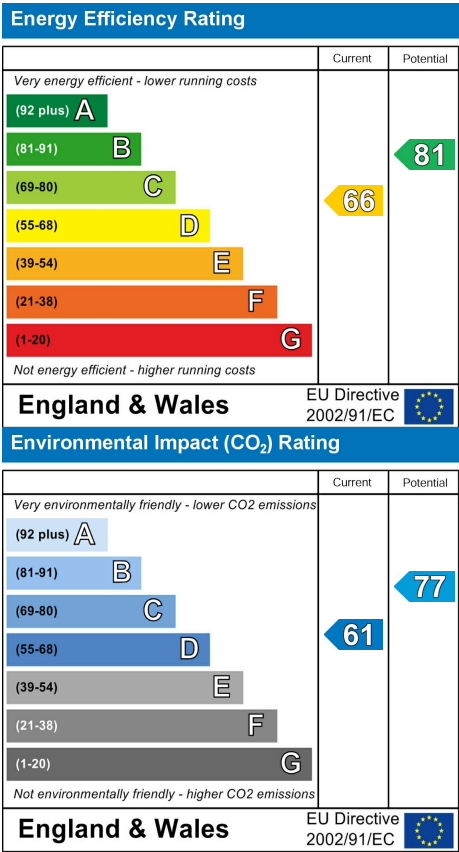 Energy Efficiency Rating
Current Potential
Very energy efficient - lower running costs
(92 plus) A
(81-91) B
81
(69-80) C
66
(55-68) D
(39-54) E
(21-38) F
(1-20) G
Not energy efficient - higher running costs
England & Wales
EU Directive
2002/91/EC
Environmental Impact (CO₂) Rating
Current Potential
Very environmentally friendly - lower CO2 emissions
(92 plus) A
(81-91) B
77
(69-80) C
61
(55-68) D
(39-54) E
(21-38) F
(1-20) G
Not environmentally friendly - higher CO2 emissions
England & Wales
EU Directive
2002/91/EC